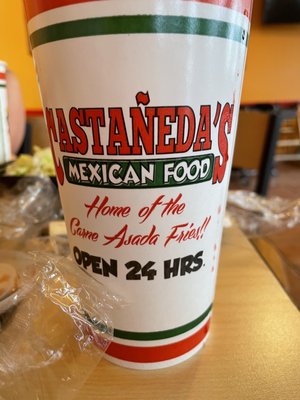 CASTAÑEDA'S
MEXICAN FOOD
Home of the
Carne Asada Fries!!
OPEN 24 HRS.